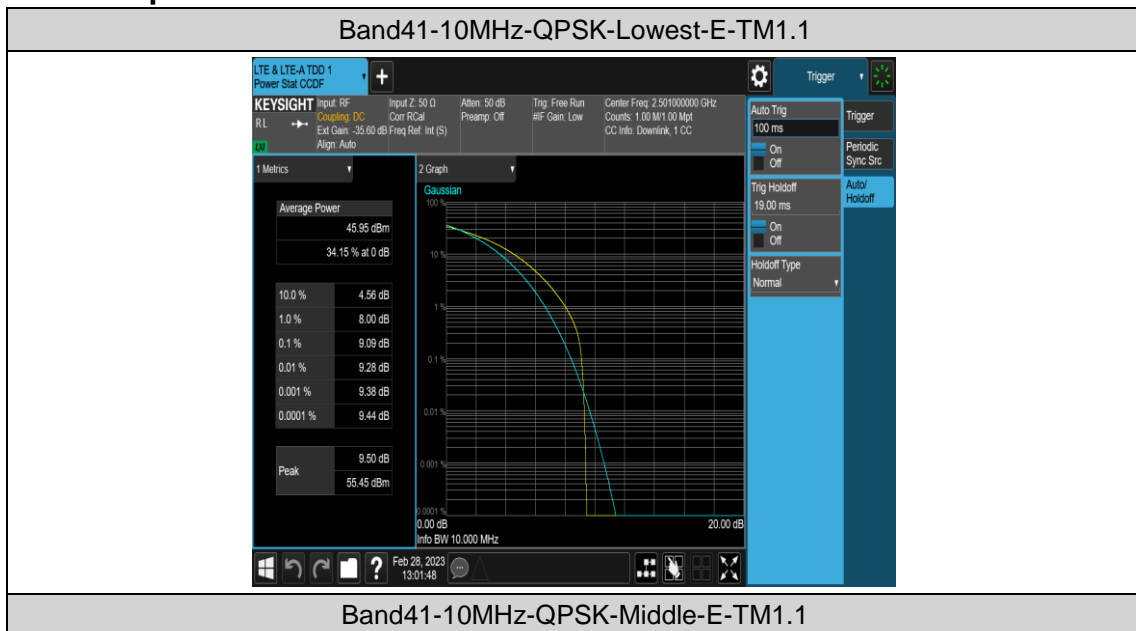 Band41-10MHz-QPSK-Lowest-E-TM1.1
LTE & LTE-A TDD 1
Power Stat CCDF
+
Trigger
KEYSIGHT
RL
LU
Input: RF
Coupling: DC
Ext Gain: -35.60 dB
Align: Auto
Input Z: 50 Ω
Corr RCal
Freq Ref: Int (S)
Atten: 50 dB
Preamp: Off
Trig: Free Run
#IF Gain: Low
Center Freq: 2.501000000 GHz
Counts: 1.00 M/1.00 Mpt
CC Info: Downlink, 1 CC
1 Metrics
Average Power
45.95 dBm
34.15 % at 0 dB
10.0 % 4.56 dB
1.0 % 8.00 dB
0.1 % 9.09 dB
0.01 % 9.28 dB
0.001 % 9.38 dB
0.0001 % 9.44 dB
Peak
9.50 dB
55.45 dBm
2 Graph
Gaussian
100 %
10 %
1 %
0.1 %
0.01 %
0.001 %
0.0001 %
0.00 dB 20.00 dB
Info BW 10.000 MHz
Auto Trig
100 ms
On
Off
Trig Holdoff
19.00 ms
On
Off
Holdoff Type
Normal
Trigger
Periodic
Sync Src
Auto/
Holdoff
?
Feb 28, 2023
13:01:48
Band41-10MHz-QPSK-Middle-E-TM1.1